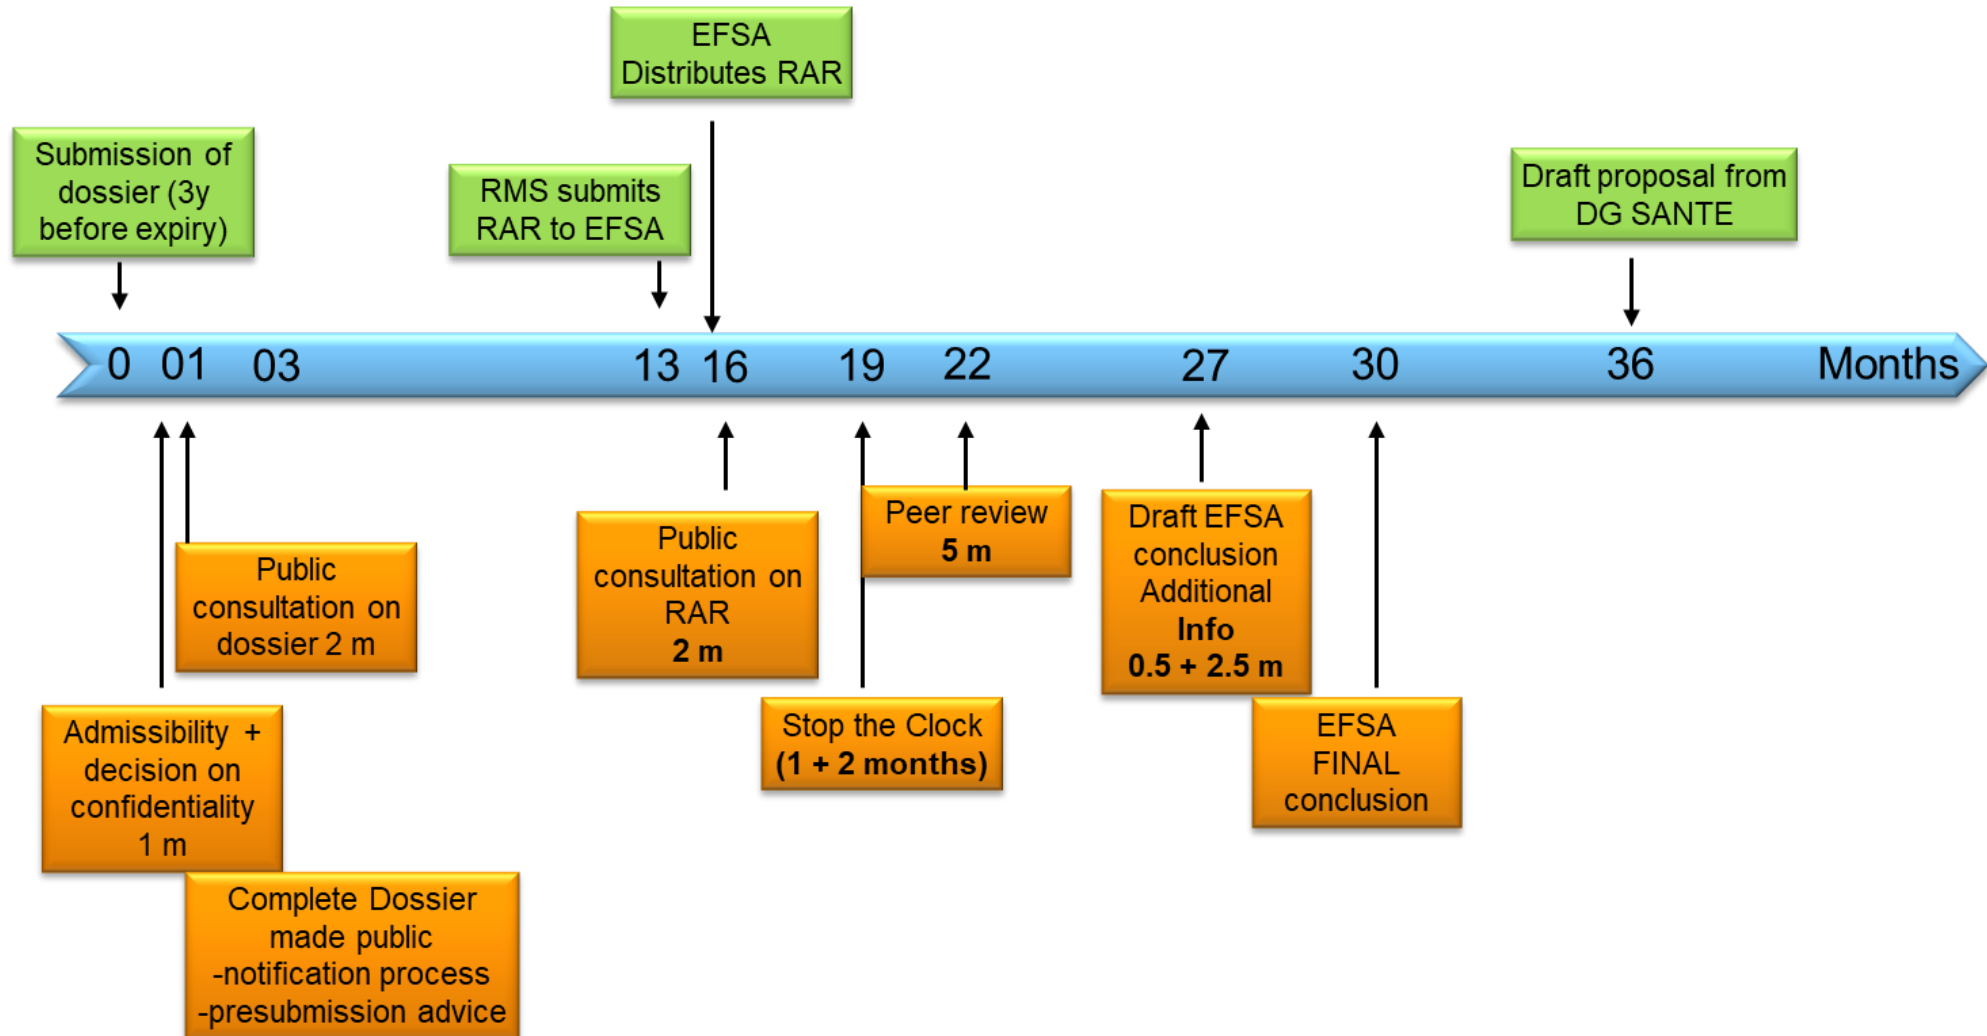 EFSA
Distributes RAR
Submission of
dossier (3y
before expiry)
RMS submits
RAR to EFSA
Draft proposal from
DG SANTE
0 01 03 13 16 19 22 27 30 36 Months
Public
consultation on
dossier 2 m
Admissibility +
decision on
confidentiality
1 m
Complete Dossier
made public
-notification process
-presubmission advice
Public
consultation on
RAR
2 m
Peer review
5 m
Stop the Clock
(1 + 2 months)
Draft EFSA
conclusion
Additional
Info
0.5 + 2.5 m
EFSA
FINAL
conclusion